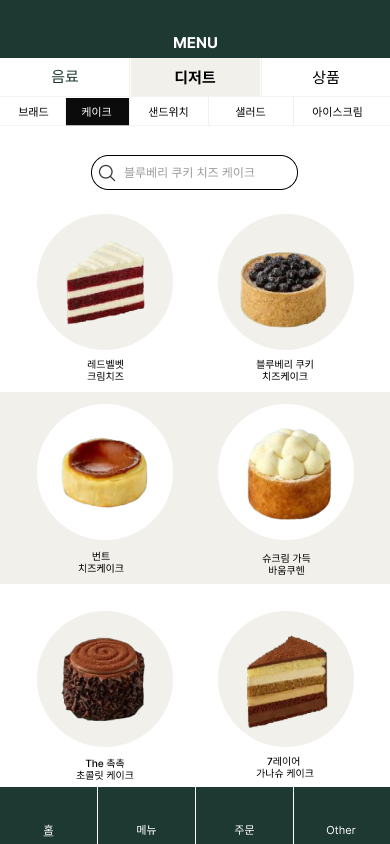 MENU
음료 디저트 상품
브래드 케이크 샌드위치 샐러드 아이스크림
블루베리 쿠키 치즈 케이크
레드벨벳
크림치즈
블루베리 쿠키
치즈케이크
번트
치즈케이크
슈크림 가득
바움쿠헨
The 촉촉
초콜릿 케이크
7레이어
가나슈 케이크
홈 메뉴 주문 Other